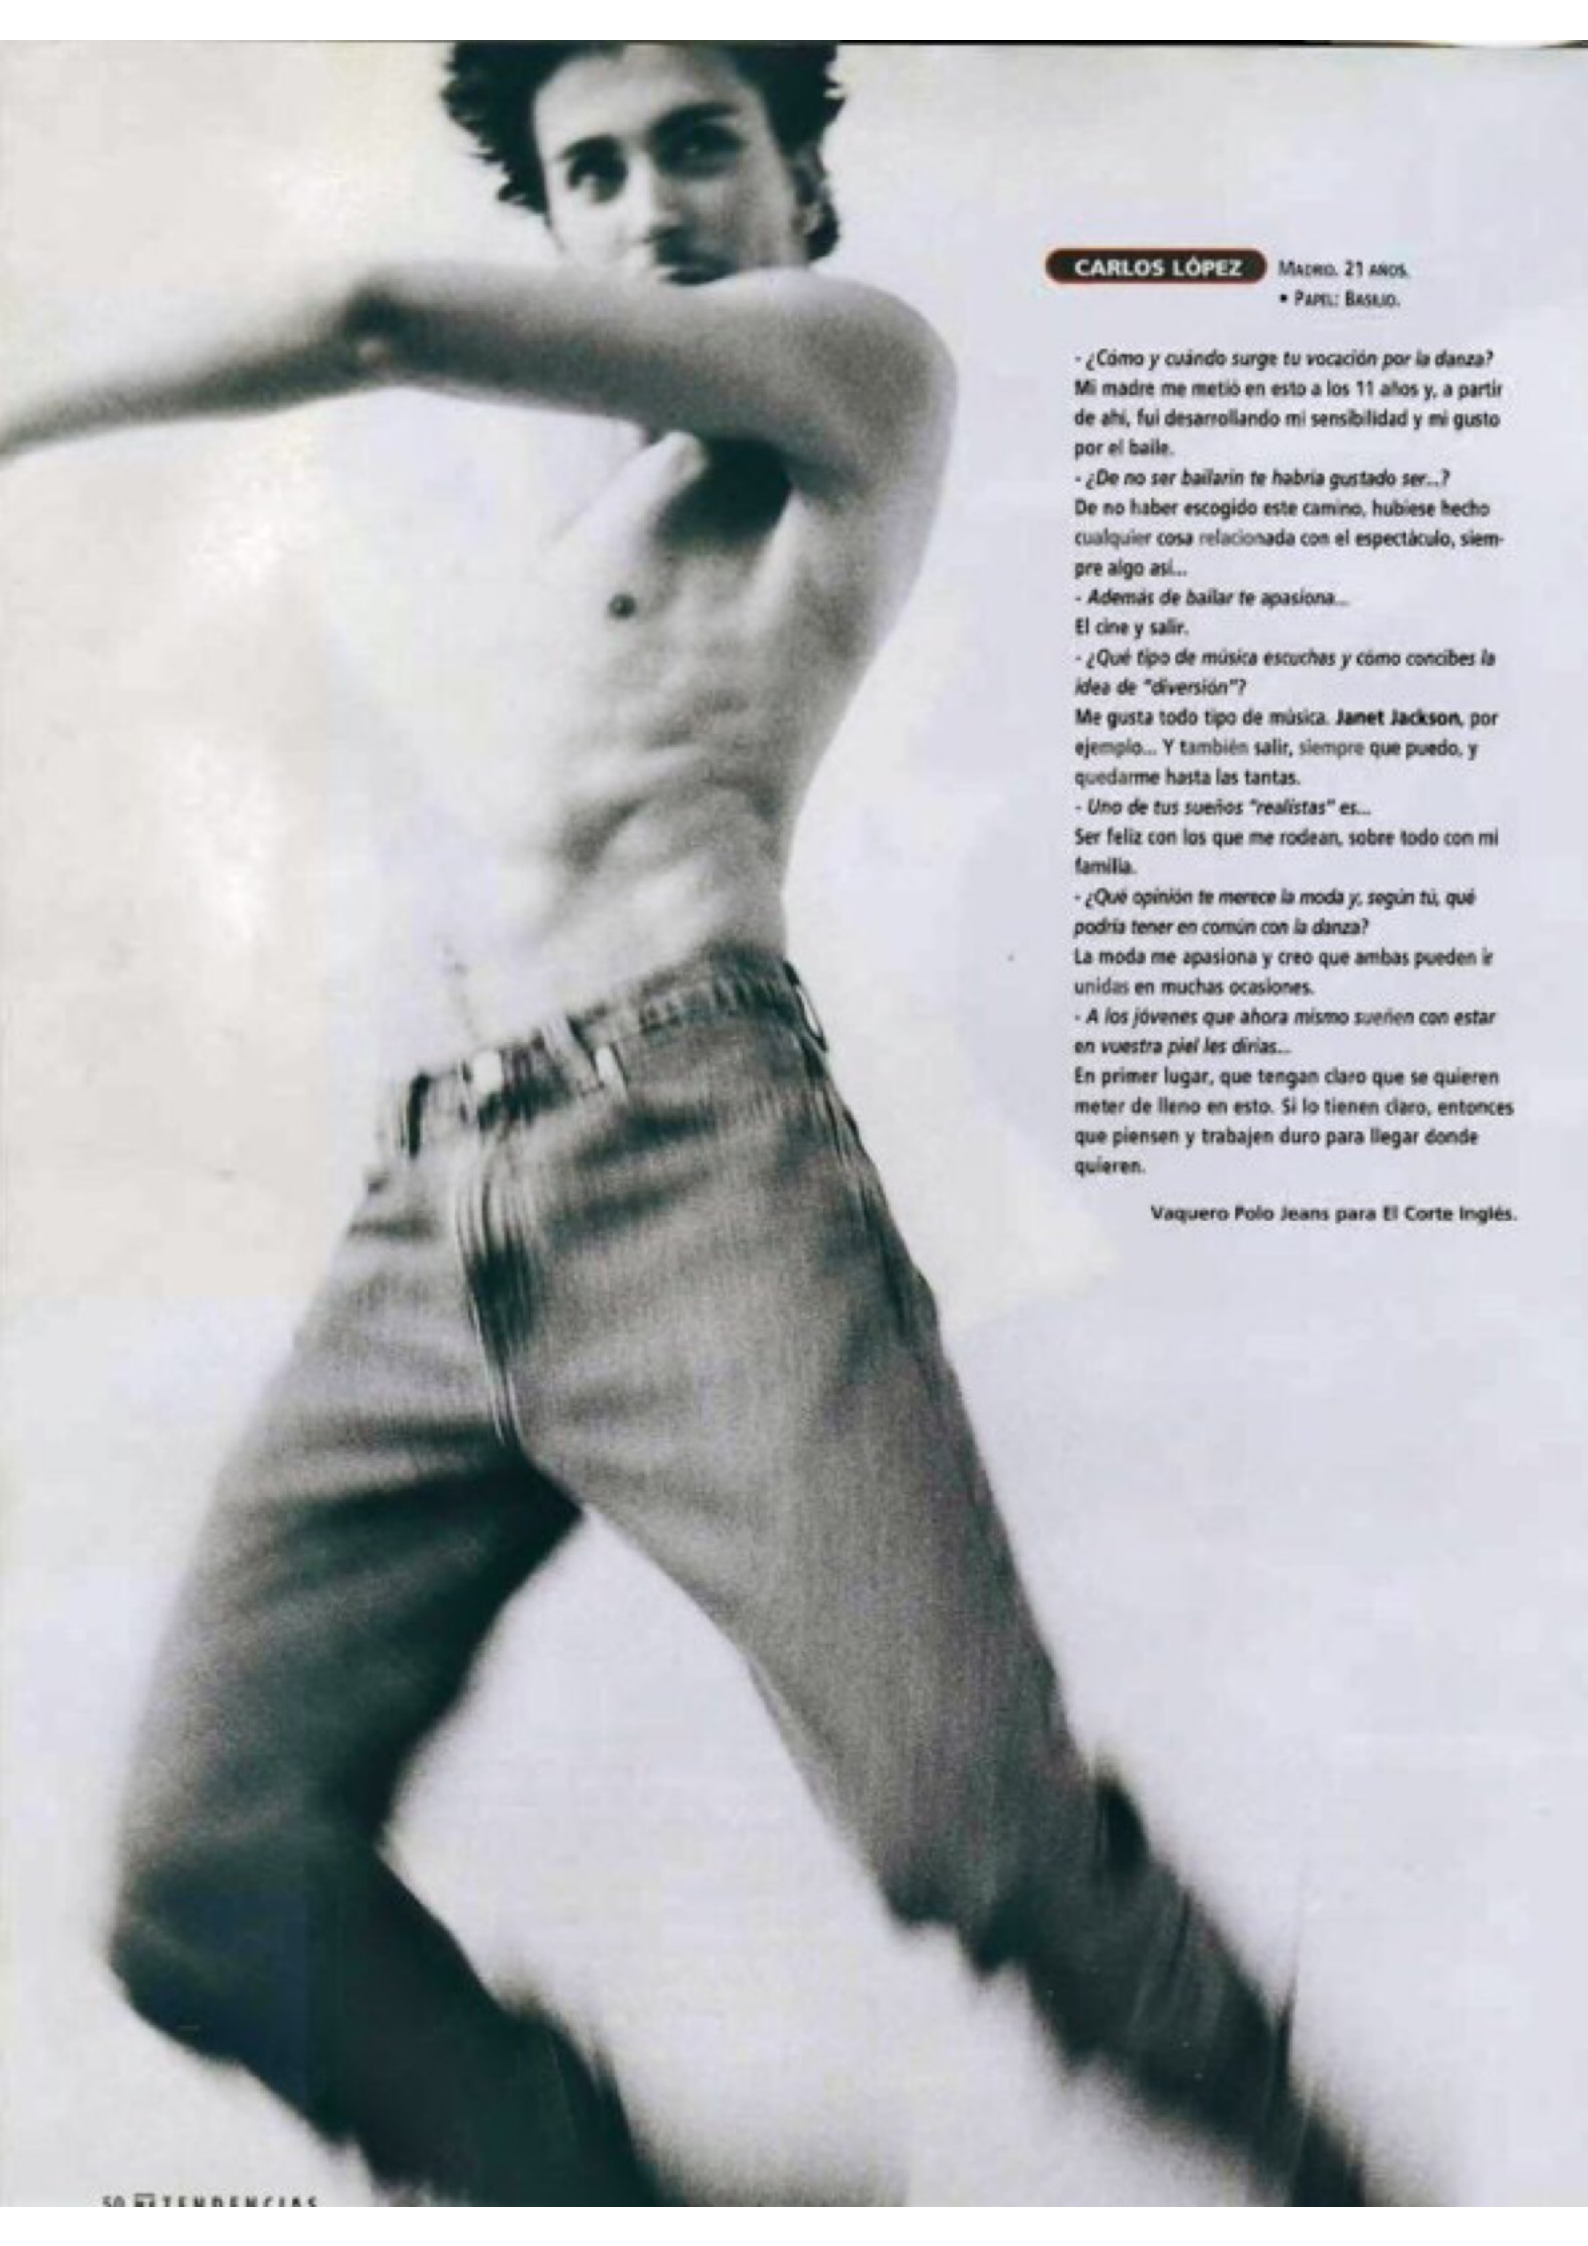 CARLOS LÓPEZ MADRID. 21 AÑOS.
• PAPEL: BASILIO.
- ¿Cómo y cuándo surge tu vocación por la danza?
Mi madre me metió en esto a los 11 años y, a partir
de ahí, fui desarrollando mi sensibilidad y mi gusto
por el baile.
- ¿De no ser bailarín te habría gustado ser...?
De no haber escogido este camino, hubiese hecho
cualquier cosa relacionada con el espectáculo, siem-
pre algo así...
- Además de bailar te apasiona...
El cine y salir.
- ¿Qué tipo de música escuchas y cómo concibes la
idea de "diversión"?
Me gusta todo tipo de música. Janet Jackson, por
ejemplo... Y también salir, siempre que puedo, y
quedarme hasta las tantas.
- Uno de tus sueños "realistas" es...
Ser feliz con los que me rodean, sobre todo con mi
familia.
- ¿Qué opinión te merece la moda y, según tú, qué
podría tener en común con la danza?
La moda me apasiona y creo que ambas pueden ir
unidas en muchas ocasiones.
- A los jóvenes que ahora mismo sueñen con estar
en vuestra piel les dirías...
En primer lugar, que tengan claro que se quieren
meter de lleno en esto. Si lo tienen claro, entonces
que piensen y trabajen duro para llegar donde
quieren.
Vaquero Polo Jeans para El Corte Inglés.
50 TENDENCIAS